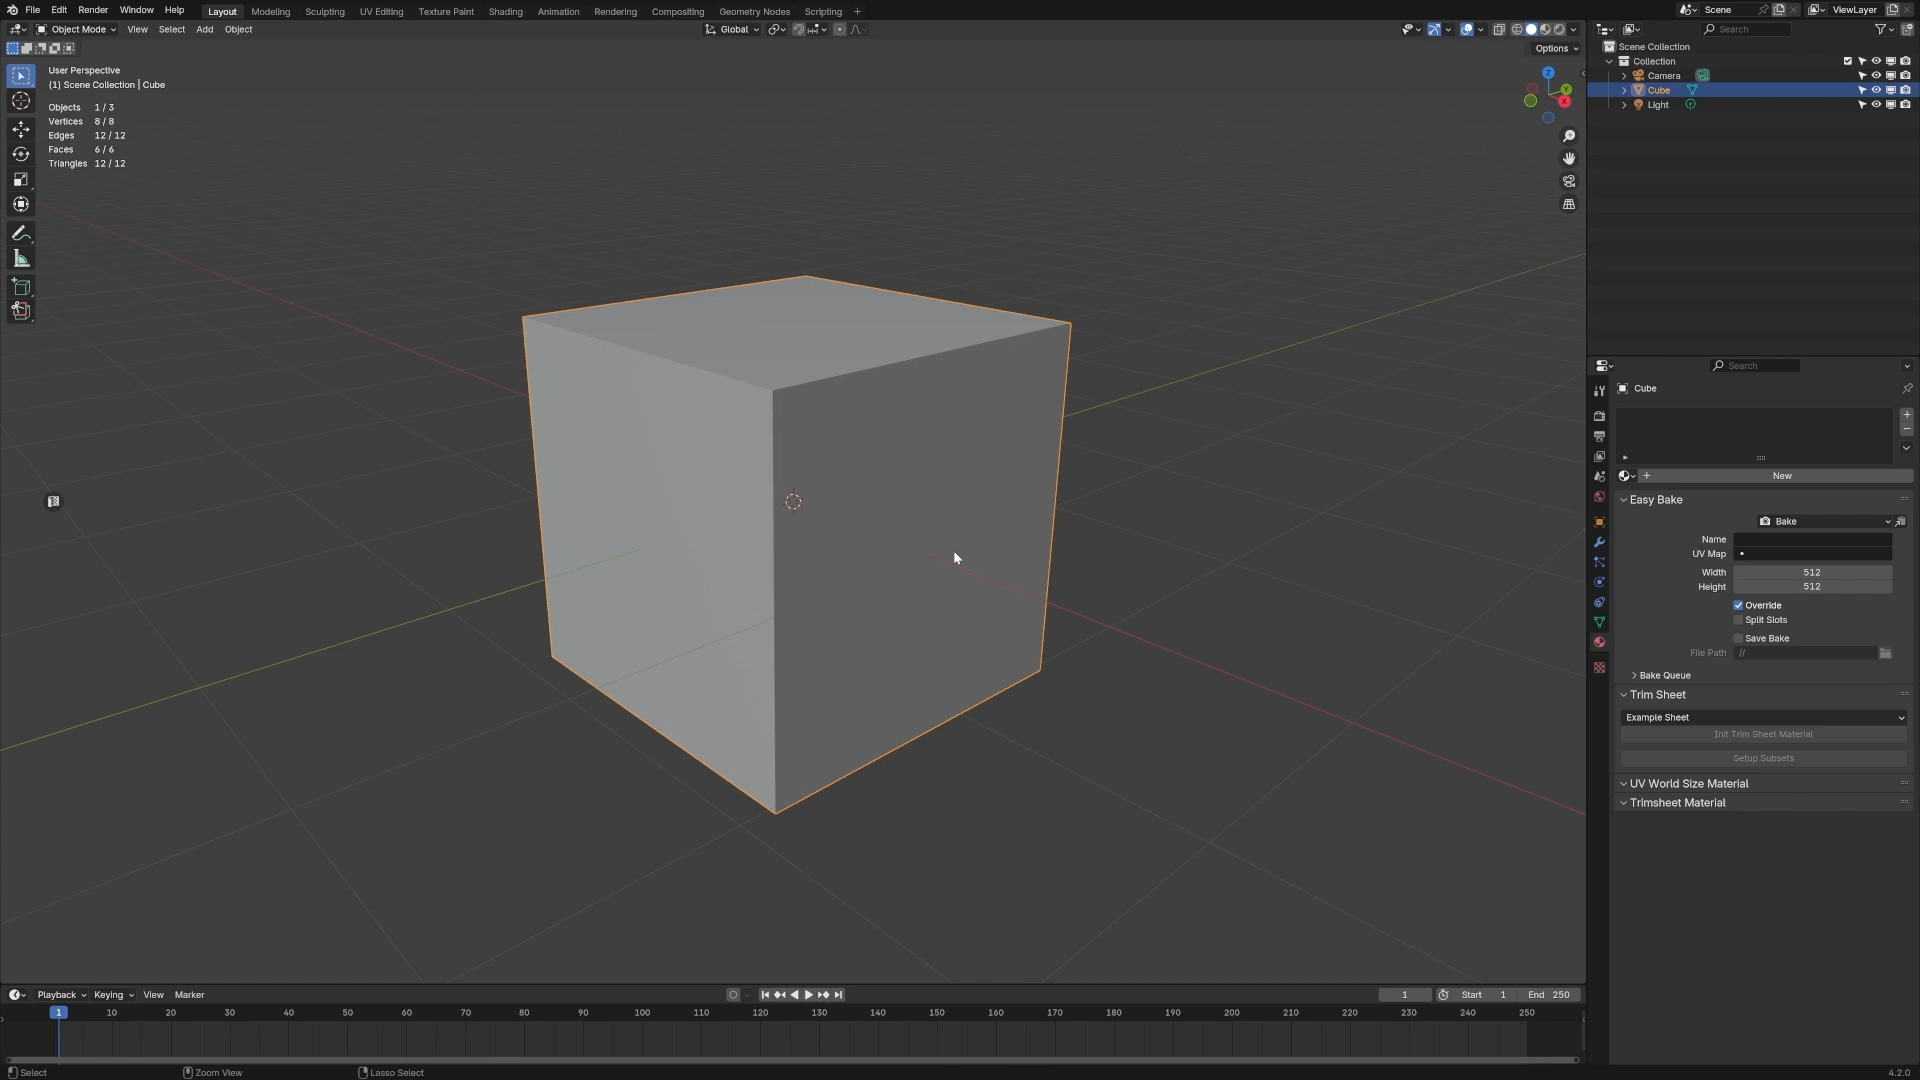 File Edit Render Window Help Layout Modeling Sculpting UV Editing Texture Paint Shading Animation Rendering Compositing Geometry Nodes Scripting + Scene ViewLayer
Object Mode View Select Add Object Global Search
Options
User Perspective
(1) Scene Collection | Cube
Objects 1 / 3
Vertices 8 / 8
Edges 12 / 12
Faces 6 / 6
Triangles 12 / 12
Z
Y
X
Scene Collection
Collection
Camera
Cube
Light
Search
Cube
+
−
+ New
Easy Bake
Bake
Name
UV Map
Width 512
Height 512
Override
Split Slots
Save Bake
File Path //
Bake Queue
Trim Sheet
Example Sheet
Init Trim Sheet Material
Setup Subsets
UV World Size Material
Trimsheet Material
Playback Keying View Marker 1 Start 1 End 250
1 10 20 30 40 50 60 70 80 90 100 110 120 130 140 150 160 170 180 190 200 210 220 230 240 250
Select Zoom View Lasso Select 4.2.0